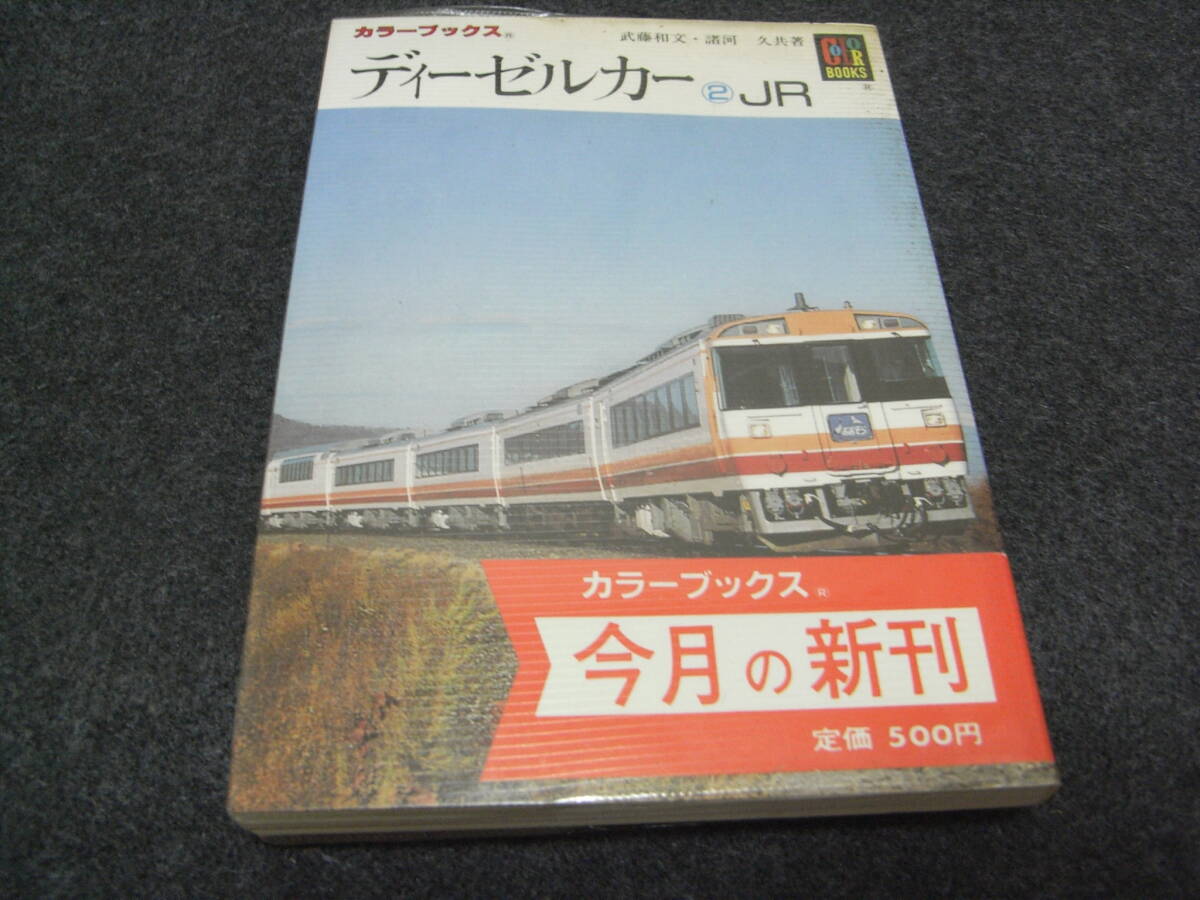 カラーブックス®
武藤和文・諸河 久共著
COLOR
BOOKS
ディーゼルカー②JR
カラーブックス®
今月の新刊
定価 500円